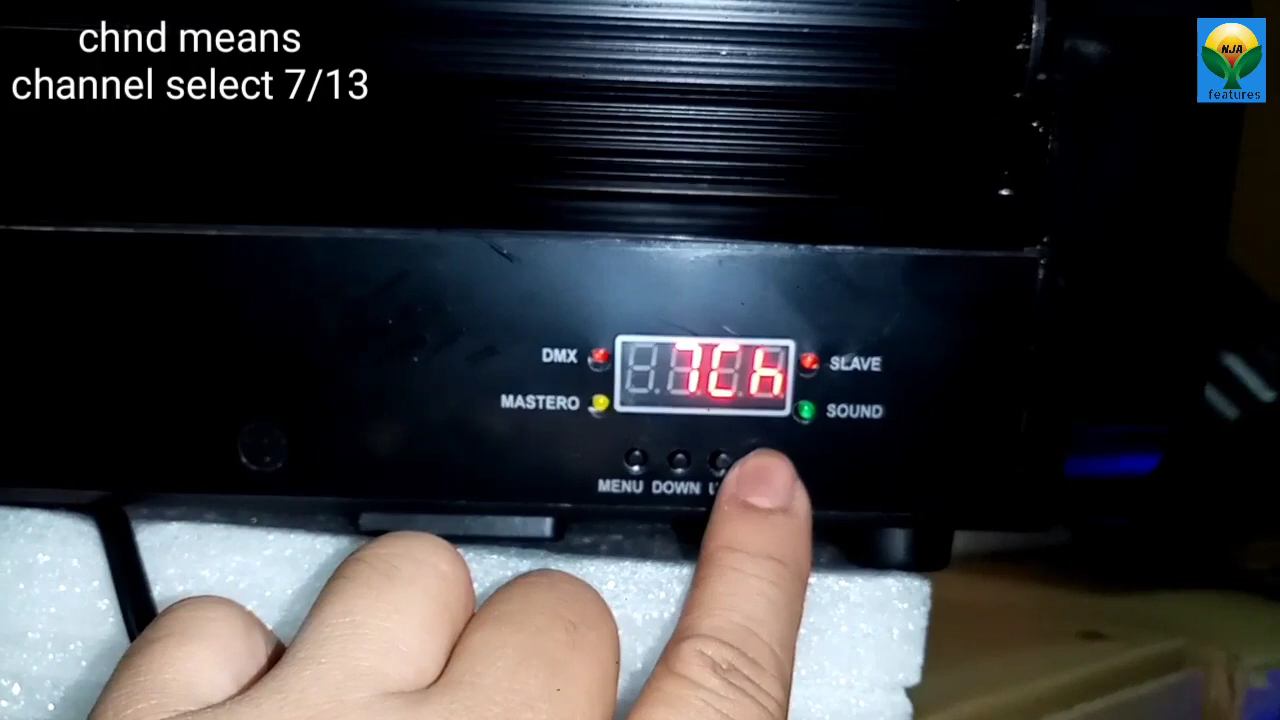 chnd means
channel select 7/13
NJA
features
DMX
7Ch
SLAVE
MASTERO
SOUND
MENU DOWN